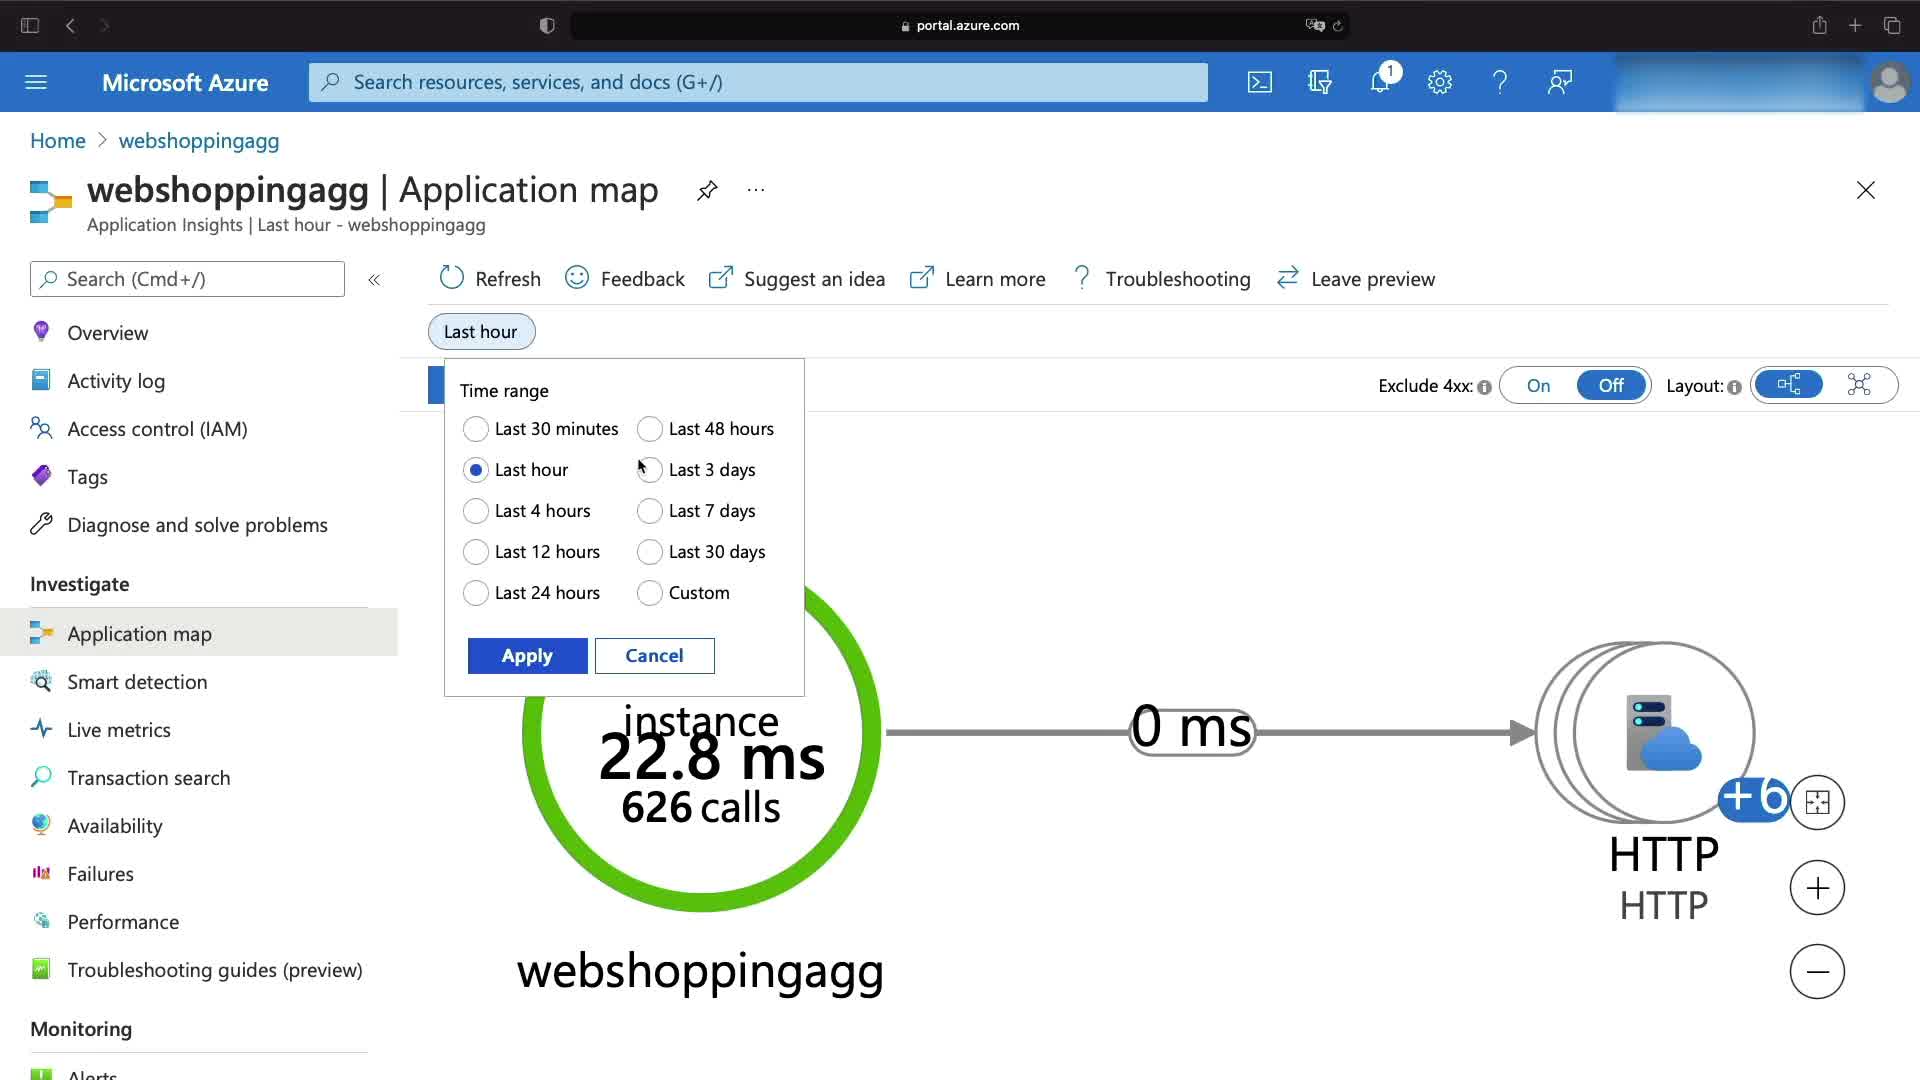 portal.azure.com
Microsoft Azure
Search resources, services, and docs (G+/)
1
Home > webshoppingagg
webshoppingagg | Application map
Application Insights | Last hour - webshoppingagg
Search (Cmd+/)
Refresh
Feedback
Suggest an idea
Learn more
Troubleshooting
Leave preview
Last hour
Overview
Activity log
Access control (IAM)
Tags
Diagnose and solve problems
Investigate
Application map
Smart detection
Live metrics
Transaction search
Availability
Failures
Performance
Troubleshooting guides (preview)
Monitoring
Alerts
Exclude 4xx:
On
Off
Layout:
Time range
Last 30 minutes
Last 48 hours
Last hour
Last 3 days
Last 4 hours
Last 7 days
Last 12 hours
Last 30 days
Last 24 hours
Custom
Apply
Cancel
instance
22.8 ms
626 calls
webshoppingagg
0 ms
+6
HTTP
HTTP